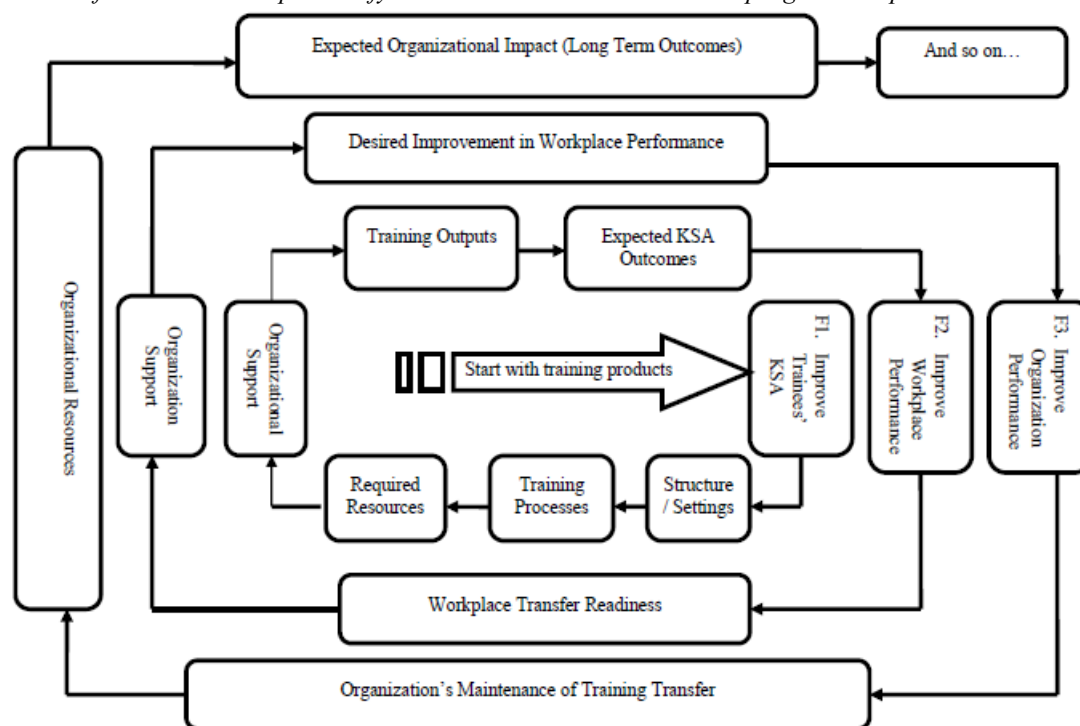 Expected Organizational Impact (Long Term Outcomes)
And so on…
Desired Improvement in Workplace Performance
Training Outputs
Expected KSA
Outcomes
Organizational Resources
Organization
Support
Organizational
Support
Start with training products
F1. Improve
Trainees'
KSA
F2. Improve
Workplace
Performance
F3. Improve
Organization
Performance
Required
Resources
Training
Processes
Structure
/ Settings
Workplace Transfer Readiness
Organization's Maintenance of Training Transfer